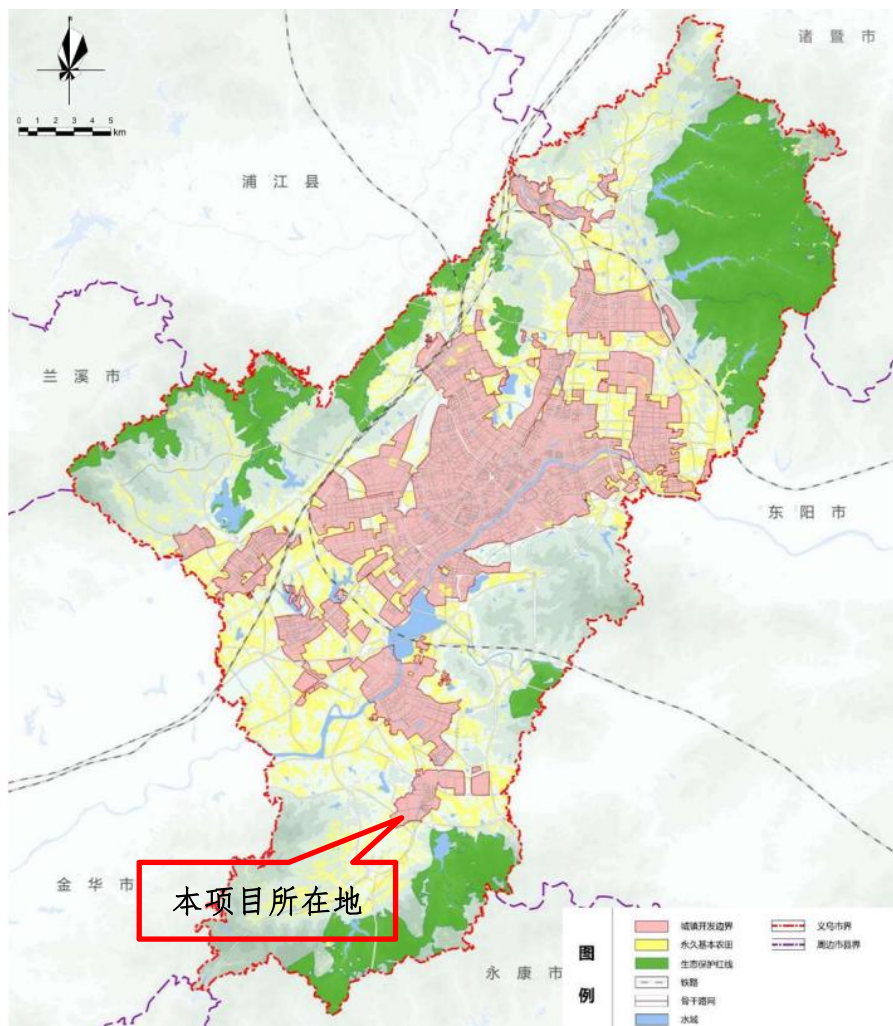 N
诸暨市
0 1 2 3 4 5
km
浦江县
兰溪市
东阳市
金华市
本项目所在地
永康市
图例
城镇开发边界
永久基本农田
生态保护红线
铁路
骨干路网
水域
义乌市界
周边市县界